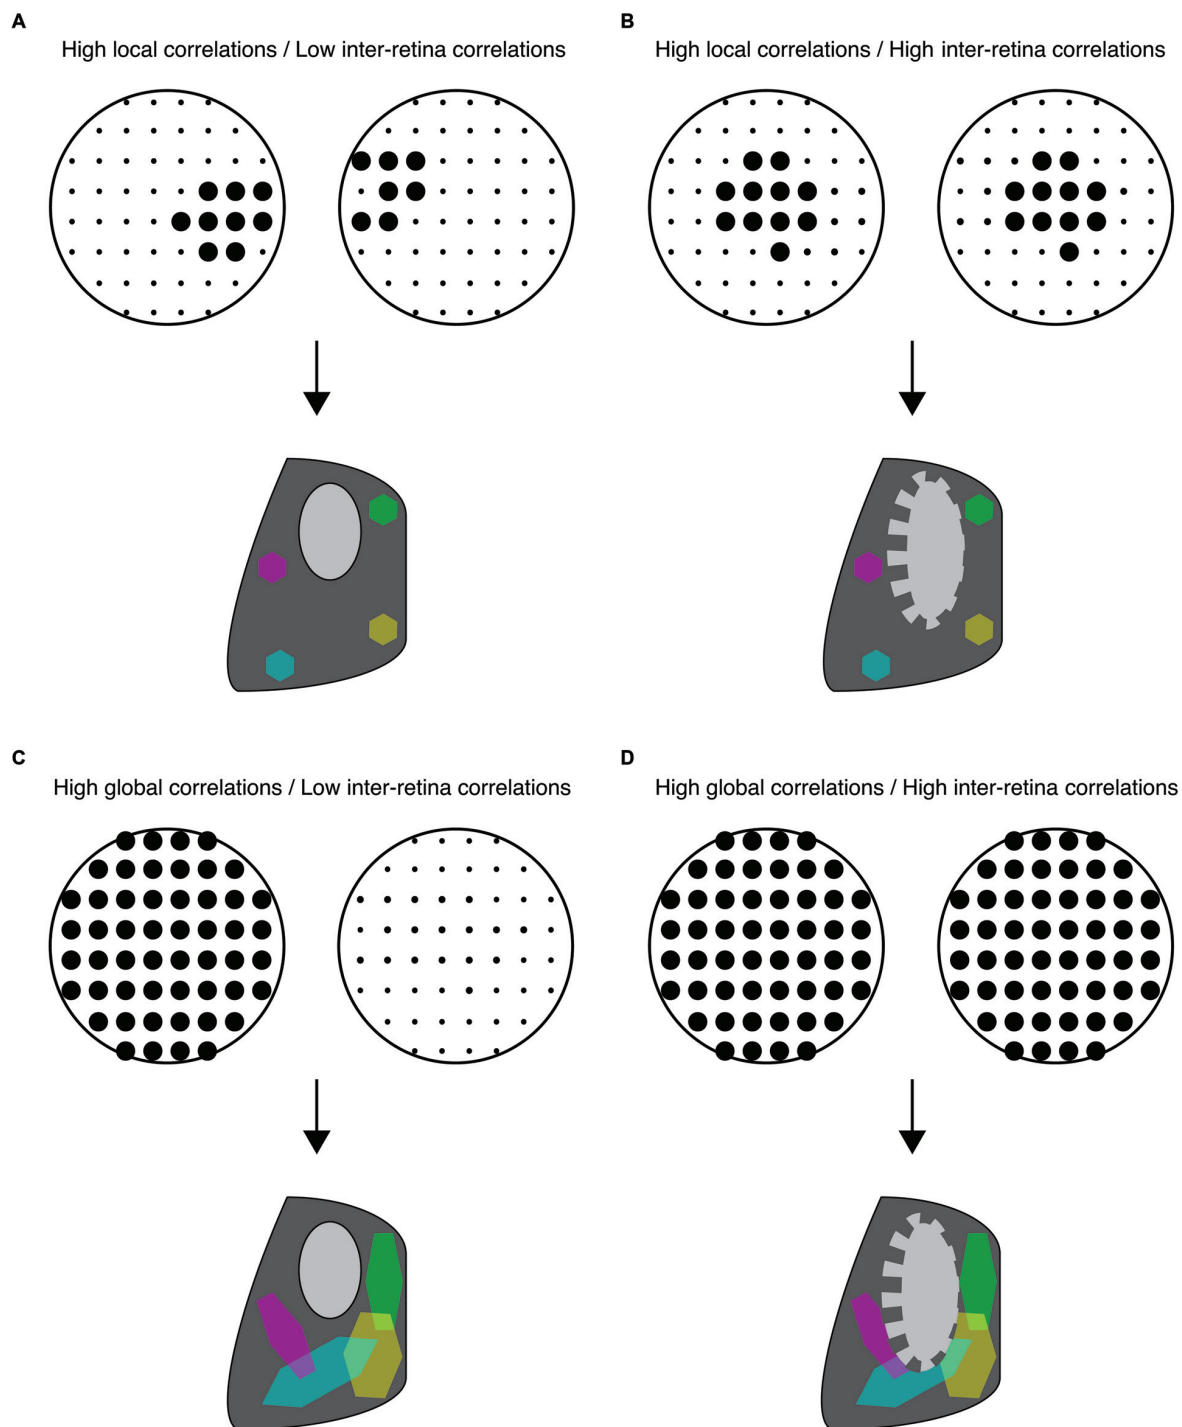 A
High local correlations / Low inter-retina correlations
B
High local correlations / High inter-retina correlations
C
High global correlations / Low inter-retina correlations
D
High global correlations / High inter-retina correlations